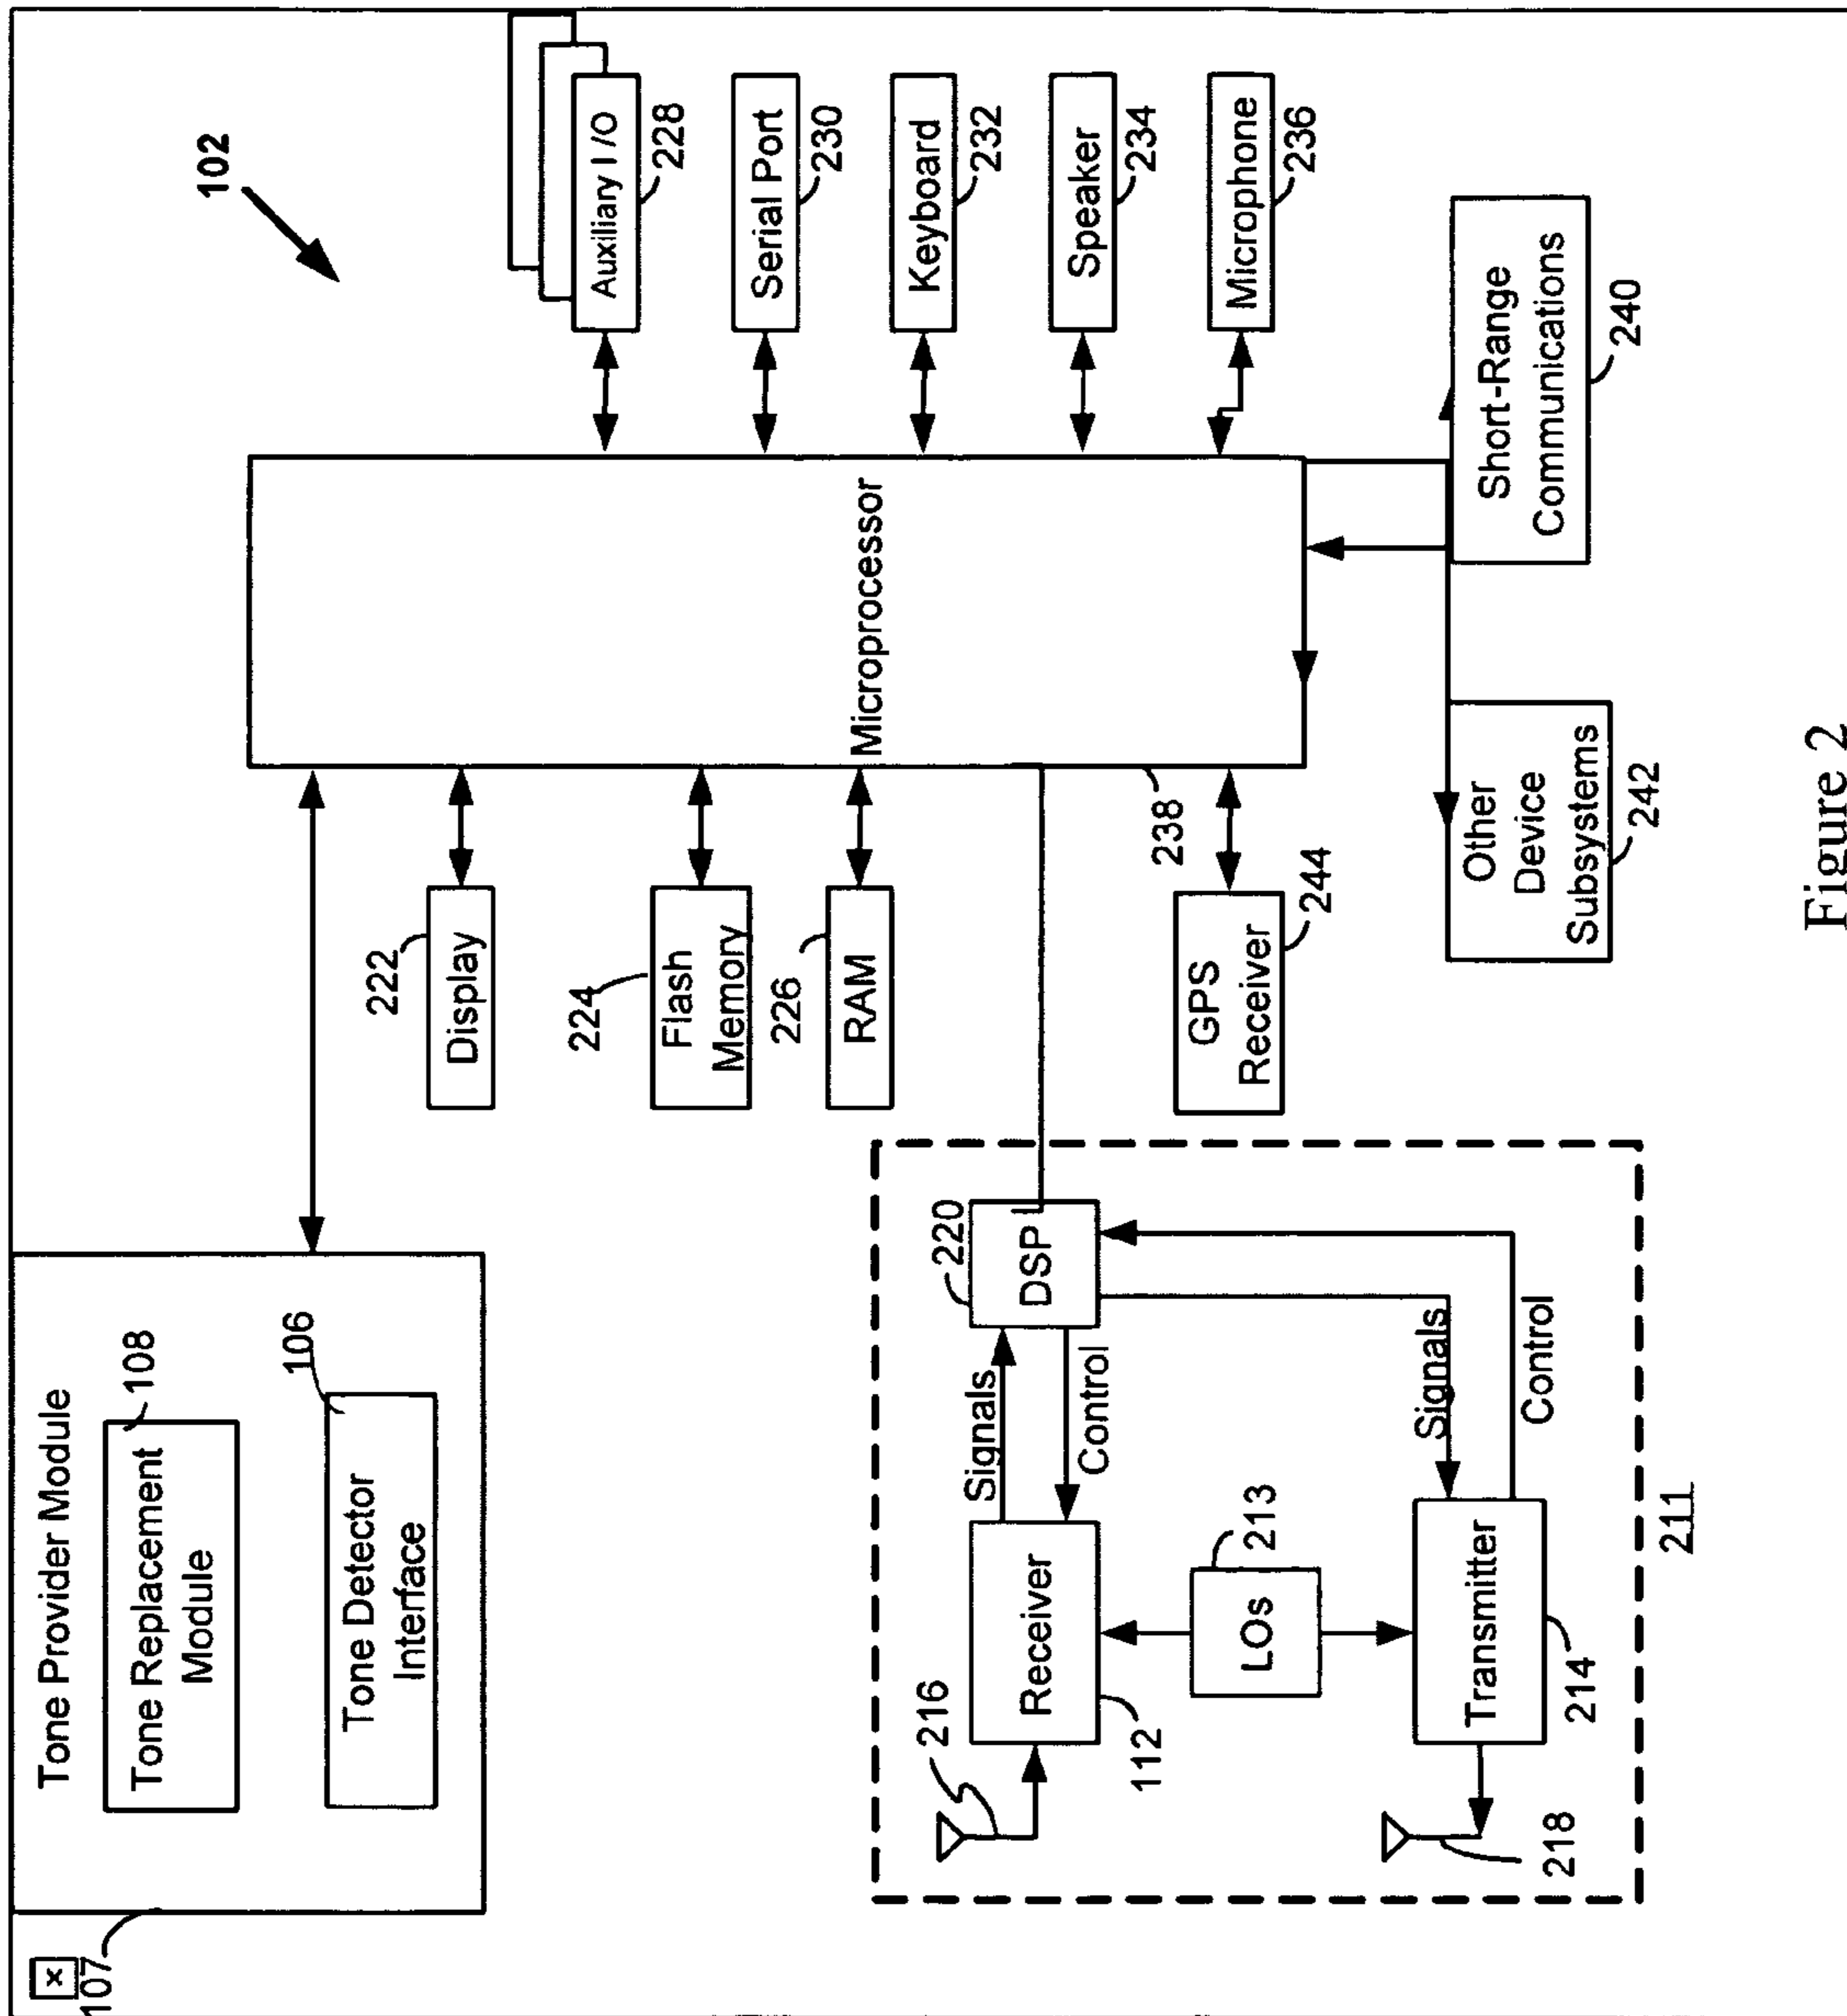 102
x
107
Tone Provider Module
Tone Replacement
Module
108
Tone Detector
Interface
106
222
Display
224
Flash
Memory
226
RAM
Microprocessor
238
GPS
Receiver
244
Auxiliary I /O
228
Serial Port
230
Keyboard
232
Speaker
234
Microphone
236
Short-Range
Communications
240
Other
Device
Subsystems
242
216
Receiver
112
Signals
Control
220
DSP
LOs
213
Signals
Control
Transmitter
214
218
211
Figure 2